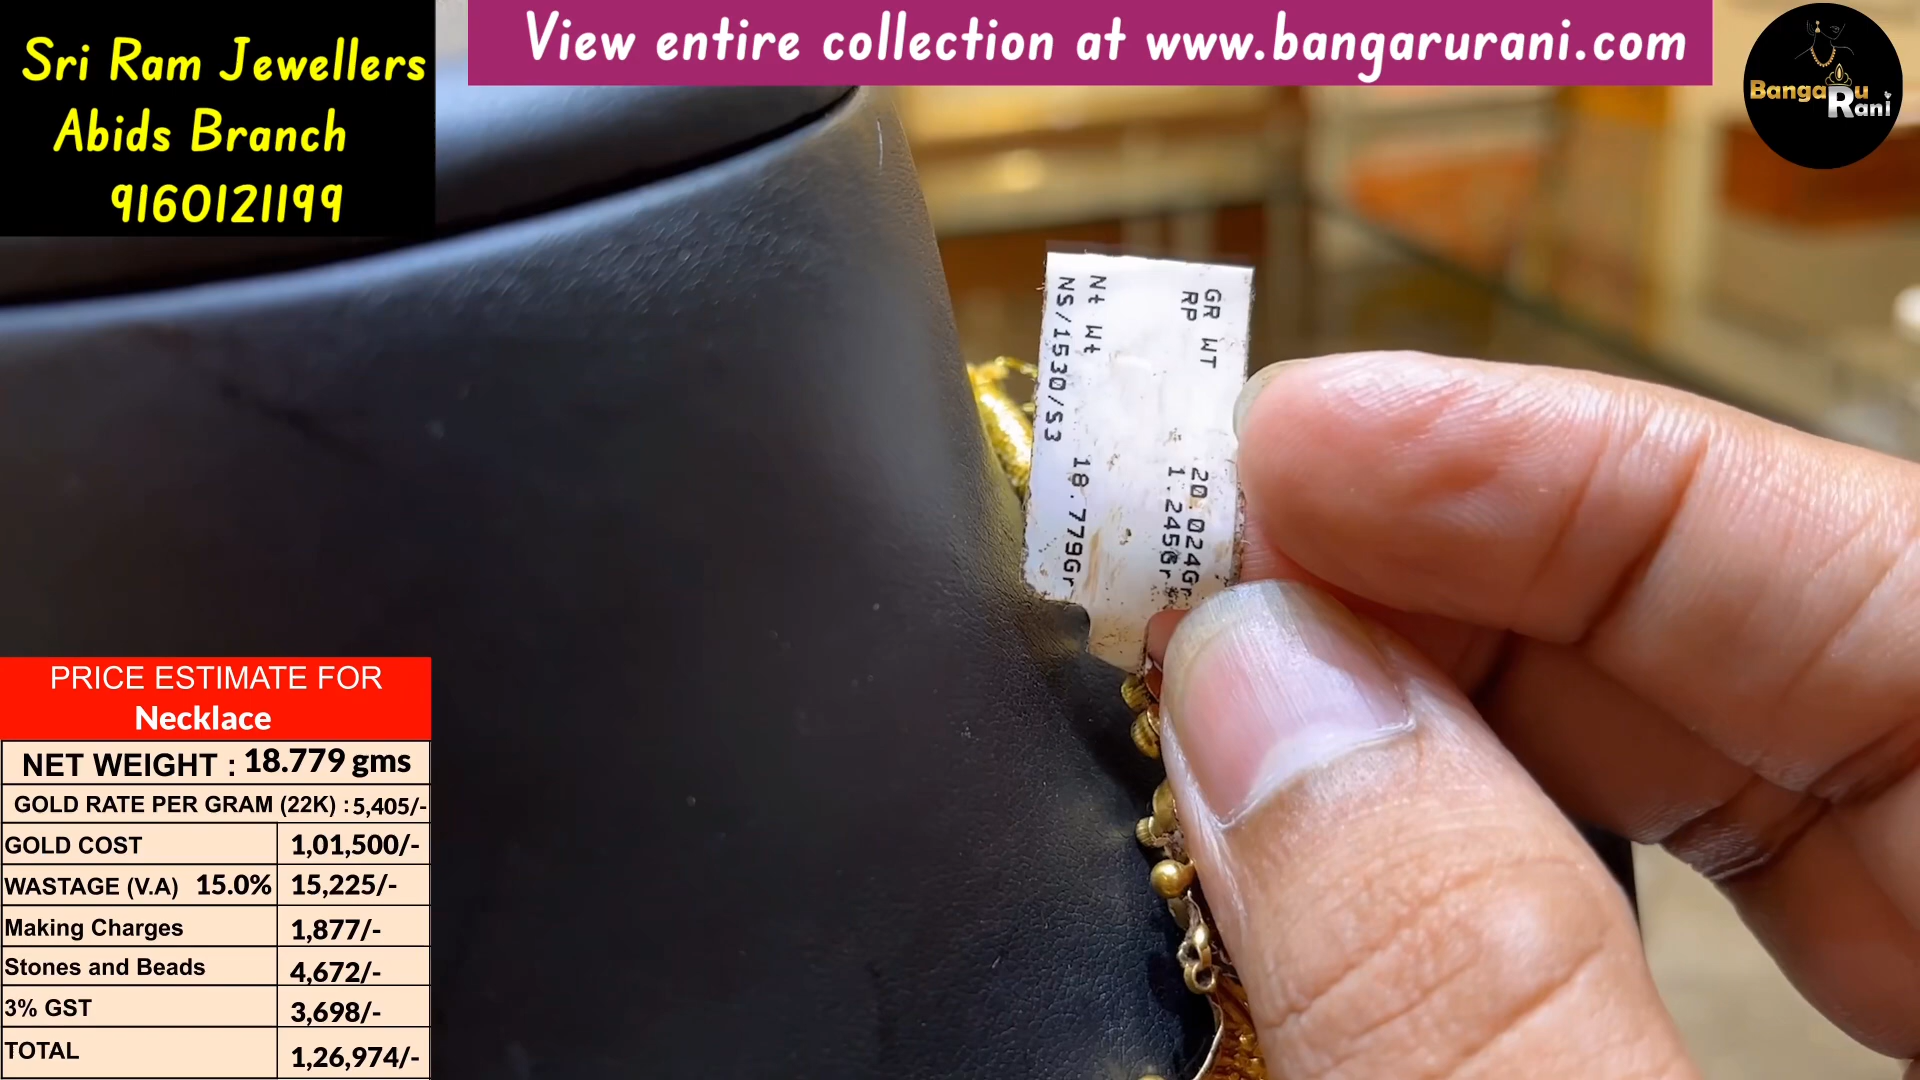 Sri Ram Jewellers
Abids Branch
9160121199
View entire collection at www.bangarurani.com
BangaRu
Rani
GR WT 20.024Gr
RP 1.245Gr
Nt Wt 18.779Gr
NS/1530/S3
PRICE ESTIMATE FOR
Necklace
NET WEIGHT : 18.779 gms
GOLD RATE PER GRAM (22K) : 5,405/-
GOLD COST 1,01,500/-
WASTAGE (V.A) 15.0% 15,225/-
Making Charges 1,877/-
Stones and Beads 4,672/-
3% GST 3,698/-
TOTAL 1,26,974/-